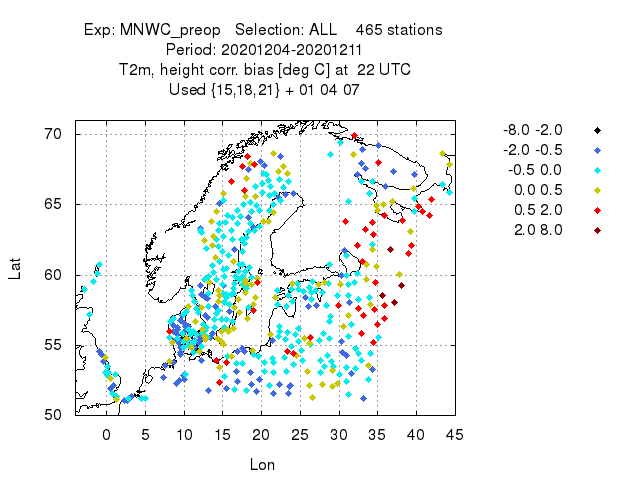 Exp: MNWC_preop   Selection: ALL    465 stations
Period: 20201204-20201211
T2m, height corr. bias [deg C] at  22 UTC
Used {15,18,21} + 01 04 07
-8.0 -2.0
-2.0 -0.5
-0.5 0.0
0.0 0.5
0.5 2.0
2.0 8.0
Lat
70
65
60
55
50
0 5 10 15 20 25 30 35 40 45
Lon